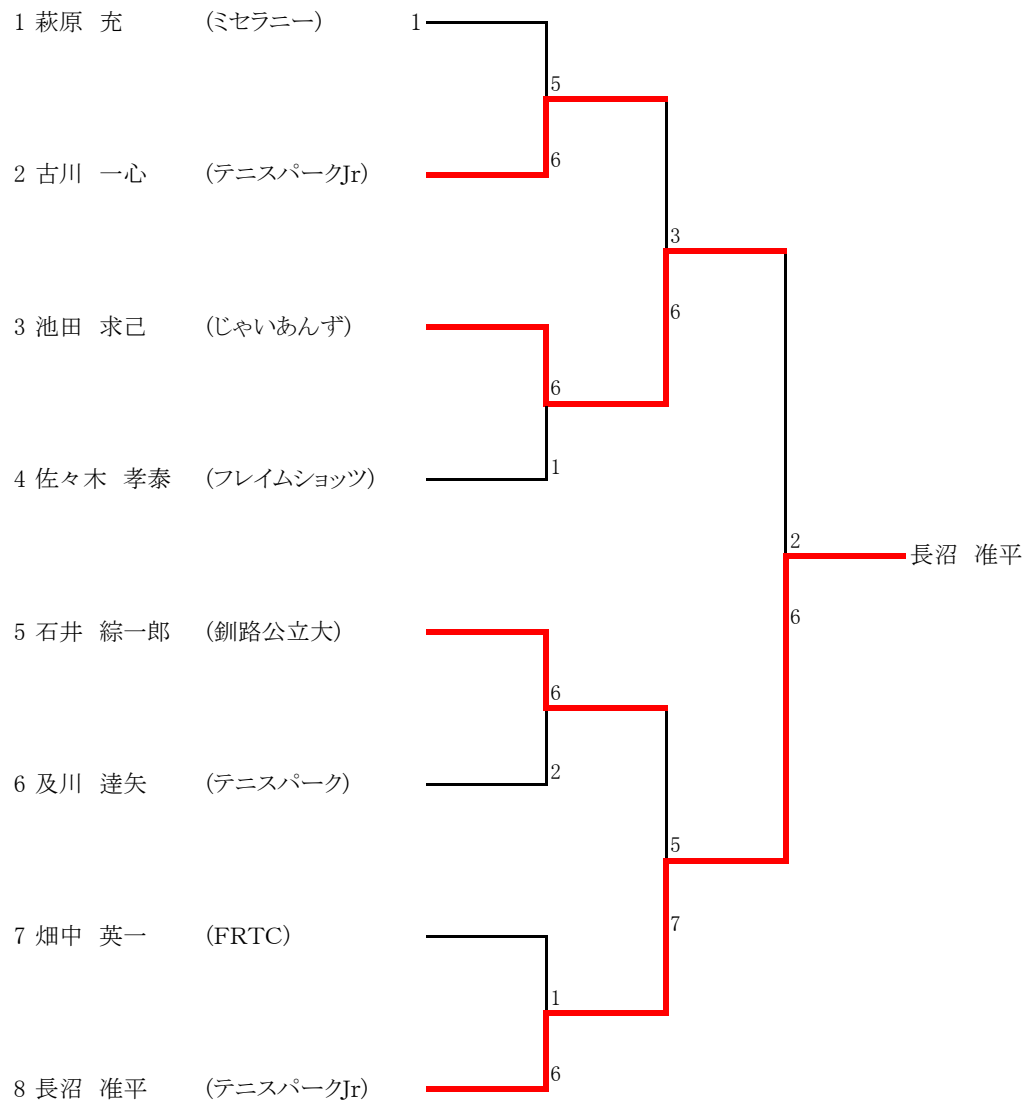 1 萩原 充 (ミセラニー) 1
5
6
2 古川 一心 (テニスパークJr)
3
3 池田 求己 (じゃいあんず)
6
6
4 佐々木 孝泰 (フレイムショッツ)
1
2
長沼 准平
6
5 石井 綜一郎 (釧路公立大)
6
6 及川 逹矢 (テニスパーク)
2
5
7
7 畑中 英一 (FRTC)
1
6
8 長沼 准平 (テニスパークJr)